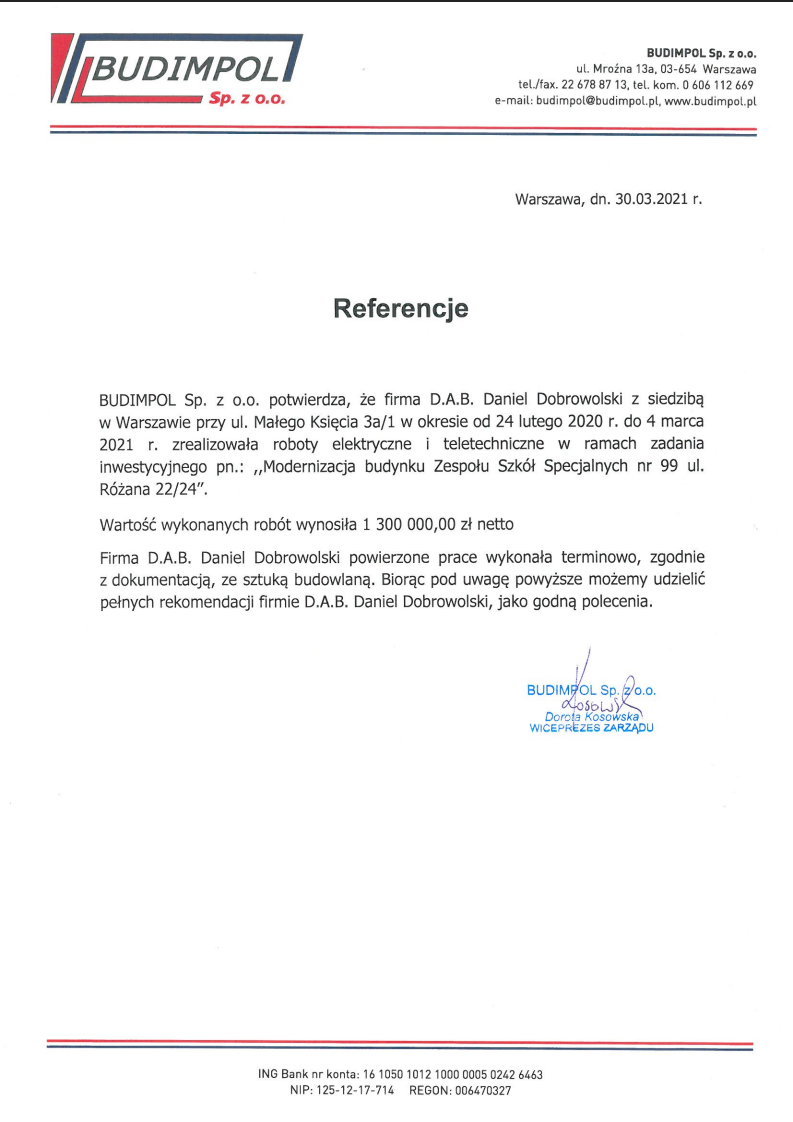 BUDIMPOL
Sp. z o.o.
BUDIMPOL Sp. z o.o.
ul. Mroźna 13a, 03-654 Warszawa
tel./fax. 22 678 87 13, tel. kom. 0 606 112 669
e-mail: budimpol@budimpol.pl, www.budimpol.pl
Warszawa, dn. 30.03.2021 r.
Referencje
BUDIMPOL Sp. z o.o. potwierdza, że firma D.A.B. Daniel Dobrowolski z siedzibą
w Warszawie przy ul. Małego Księcia 3a/1 w okresie od 24 lutego 2020 r. do 4 marca
2021 r. zrealizowała roboty elektryczne i teletechniczne w ramach zadania
inwestycyjnego pn.: ,,Modernizacja budynku Zespołu Szkół Specjalnych nr 99 ul.
Różana 22/24”.
Wartość wykonanych robót wynosiła 1 300 000,00 zł netto
Firma D.A.B. Daniel Dobrowolski powierzone prace wykonała terminowo, zgodnie
z dokumentacją, ze sztuką budowlaną. Biorąc pod uwagę powyższe możemy udzielić
pełnych rekomendacji firmie D.A.B. Daniel Dobrowolski, jako godną polecenia.
BUDIMPOL Sp. z o.o.
Dorota Kosowska
WICEPREZES ZARZĄDU
ING Bank nr konta: 16 1050 1012 1000 0005 0242 6463
NIP: 125-12-17-714 REGON: 006470327